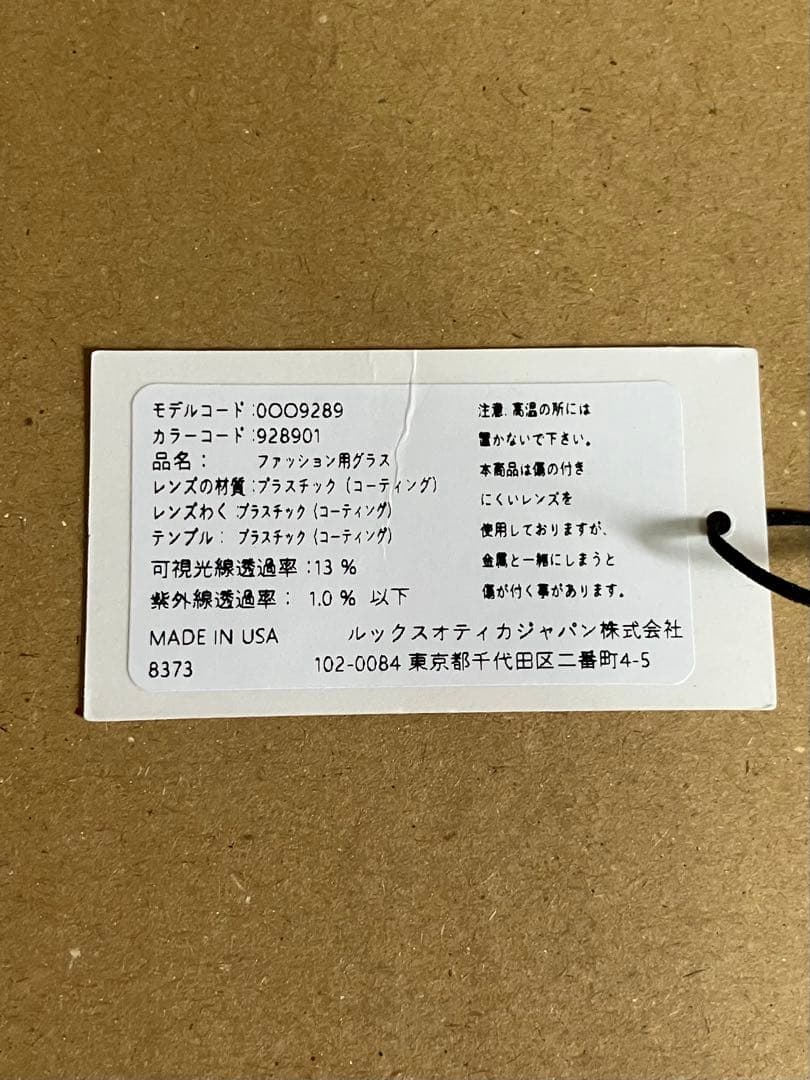 モデルコード:0OO9289
カラーコード:928901
品名： ファッション用グラス
レンズの材質:プラスチック (コーティング)
レンズわく:プラスチック (コーティング)
テンプル： プラスチック (コーティング)
可視光線透過率:13 %
紫外線透過率： 1.0 % 以下
注意.高温の所には
置かないで下さい。
本商品は傷の付き
にくいレンズを
使用しておりますが、
金属と一緒にしまうと
傷が付く事があります。
MADE IN USA ルックスオティカジャパン株式会社
8373 102-0084 東京都千代田区二番町4-5